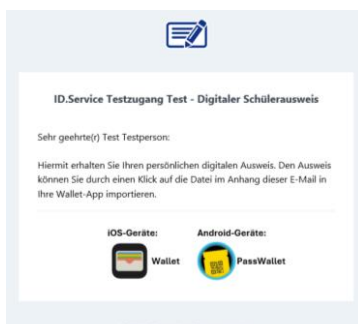 ID.Service Testzugang Test - Digitaler Schülerausweis
Sehr geehrte(r) Test Testperson:
Hiermit erhalten Sie Ihren persönlichen digitalen Ausweis. Den Ausweis
können Sie durch einen Klick auf die Datei im Anhang dieser E-Mail in
Ihre Wallet-App importieren.
iOS-Geräte: Android-Geräte:
Wallet PassWallet